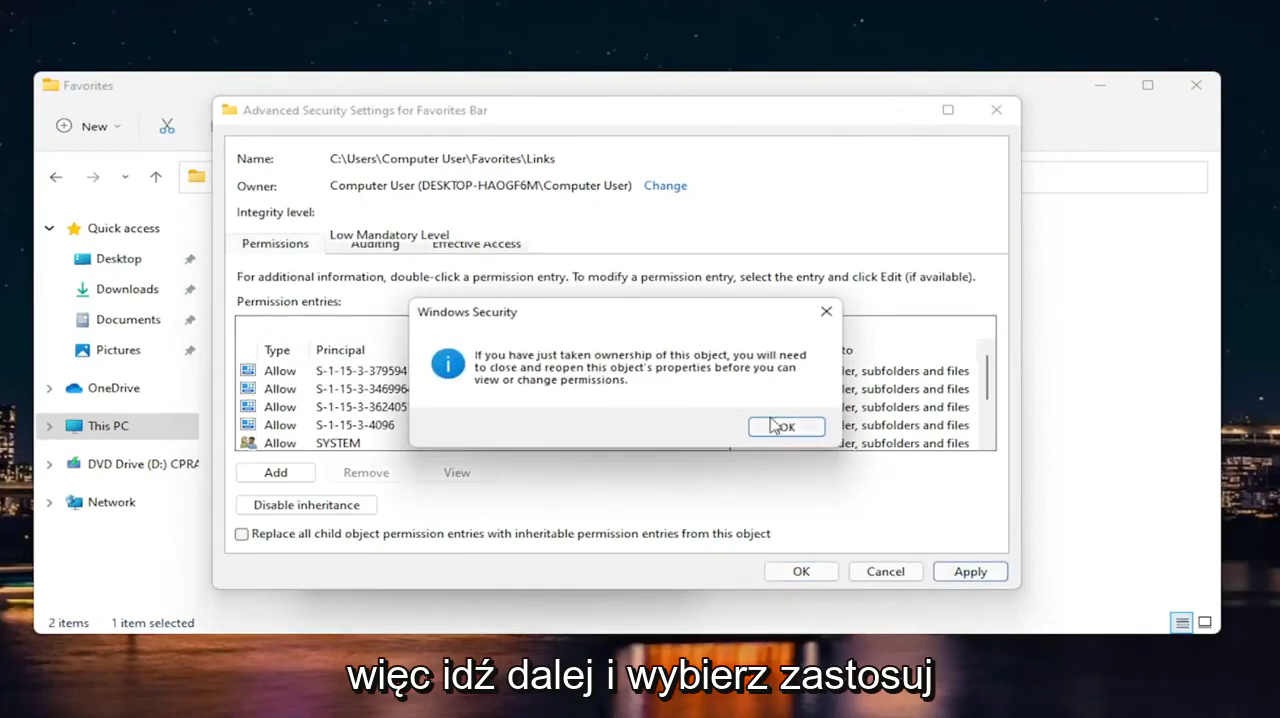 Favorites
New
Advanced Security Settings for Favorites Bar
Name: C:\Users\Computer User\Favorites\Links
Owner: Computer User (DESKTOP-HAOGF6M\Computer User) Change
Integrity level:
Low Mandatory Level
Permissions Auditing Effective Access
For additional information, double-click a permission entry. To modify a permission entry, select the entry and click Edit (if available).
Permission entries:
Type Principal to
Allow S-1-15-3-379594 er, subfolders and files
Allow S-1-15-3-346996 er, subfolders and files
Allow S-1-15-3-362405 er, subfolders and files
Allow S-1-15-3-4096 er, subfolders and files
Allow SYSTEM er, subfolders and files
Add Remove View
Disable inheritance
Replace all child object permission entries with inheritable permission entries from this object
OK Cancel Apply
Windows Security
If you have just taken ownership of this object, you will need
to close and reopen this object's properties before you can
view or change permissions.
OK
Quick access
Desktop
Downloads
Documents
Pictures
OneDrive
This PC
DVD Drive (D:) CPRA
Network
2 items 1 item selected
więc idź dalej i wybierz zastosuj